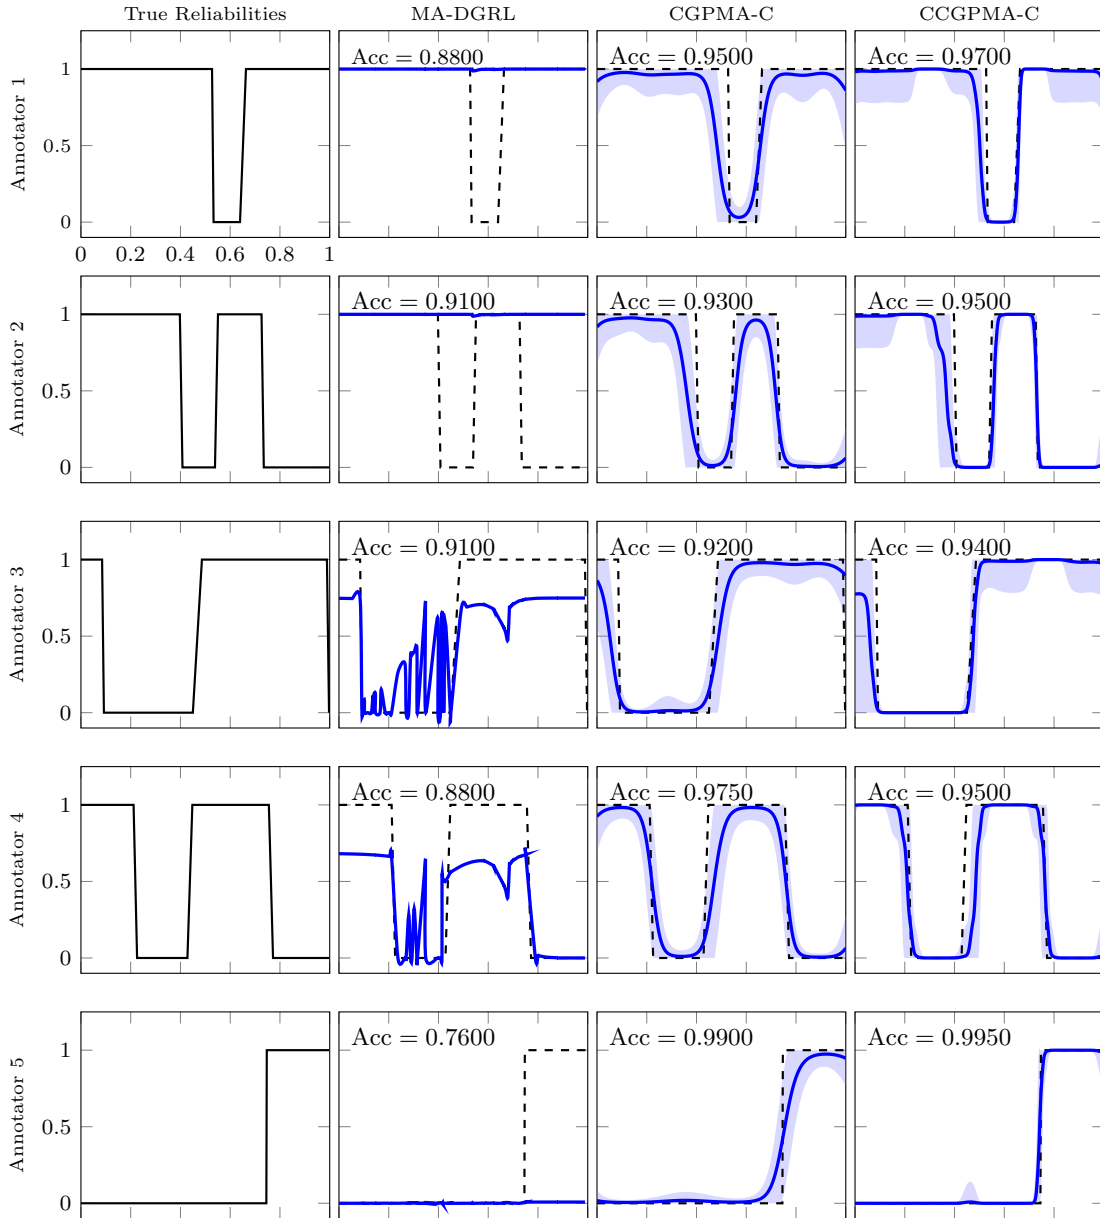 True Reliabilities MA-DGRL CGPMA-C CCGPMA-C
Annotator 1
1
0.5
0
Acc = 0.8800
Acc = 0.9500
Acc = 0.9700
0 0.2 0.4 0.6 0.8 1
Annotator 2
1
0.5
0
Acc = 0.9100
Acc = 0.9300
Acc = 0.9500
Annotator 3
1
0.5
0
Acc = 0.9100
Acc = 0.9200
Acc = 0.9400
Annotator 4
1
0.5
0
Acc = 0.8800
Acc = 0.9750
Acc = 0.9500
Annotator 5
1
0.5
0
Acc = 0.7600
Acc = 0.9900
Acc = 0.9950